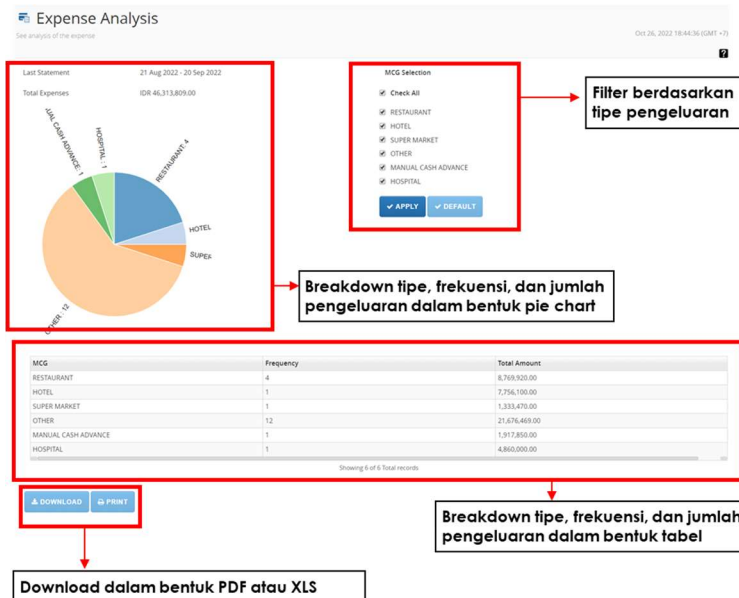 Expense Analysis
See analysis of the expense
Oct 26, 2022 18:44:36 (GMT +7)
?
Last Statement 21 Aug 2022 - 20 Sep 2022
Total Expenses IDR 46,313,809.00
UAL CASH ADVANCE: 1
HOSPITAL : 1
RESTAURANT: 4
HOTEL
SUPER
OTHER : 12
MCG Selection
Check All
RESTAURANT
HOTEL
SUPER MARKET
OTHER
MANUAL CASH ADVANCE
HOSPITAL
APPLY DEFAULT
Filter berdasarkan
tipe pengeluaran
Breakdown tipe, frekuensi, dan jumlah
pengeluaran dalam bentuk pie chart
MCG Frequency Total Amount
RESTAURANT 4 8,769,920.00
HOTEL 1 7,756,100.00
SUPER MARKET 1 1,333,470.00
OTHER 12 21,676,469.00
MANUAL CASH ADVANCE 1 1,917,850.00
HOSPITAL 1 4,860,000.00
Showing 6 of 6 Total records
DOWNLOAD PRINT
Breakdown tipe, frekuensi, dan jumlah
pengeluaran dalam bentuk tabel
Download dalam bentuk PDF atau XLS